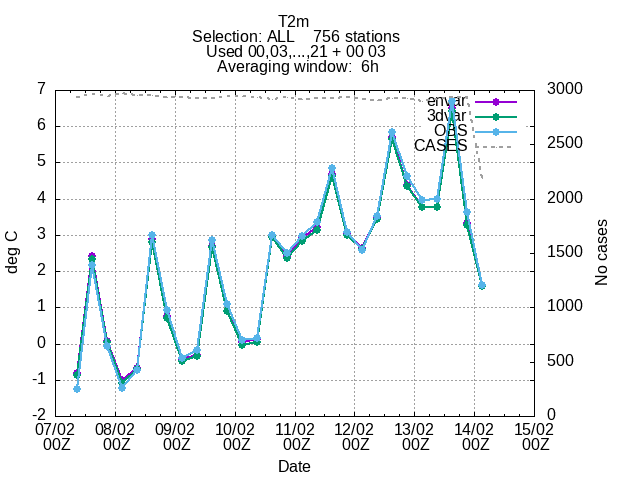 T2m
Selection: ALL 756 stations
Used 00,03,...,21 + 00 03
Averaging window: 6h
7 3000
envar
3dvar
6 OBS 2500
CASES
5
4 2000
3 1500
2
1 1000
0
-1 500
-2 0
deg C
No cases
07/02 08/02 09/02 10/02 11/02 12/02 13/02 14/02 15/02
00Z 00Z 00Z 00Z 00Z 00Z 00Z 00Z 00Z
Date